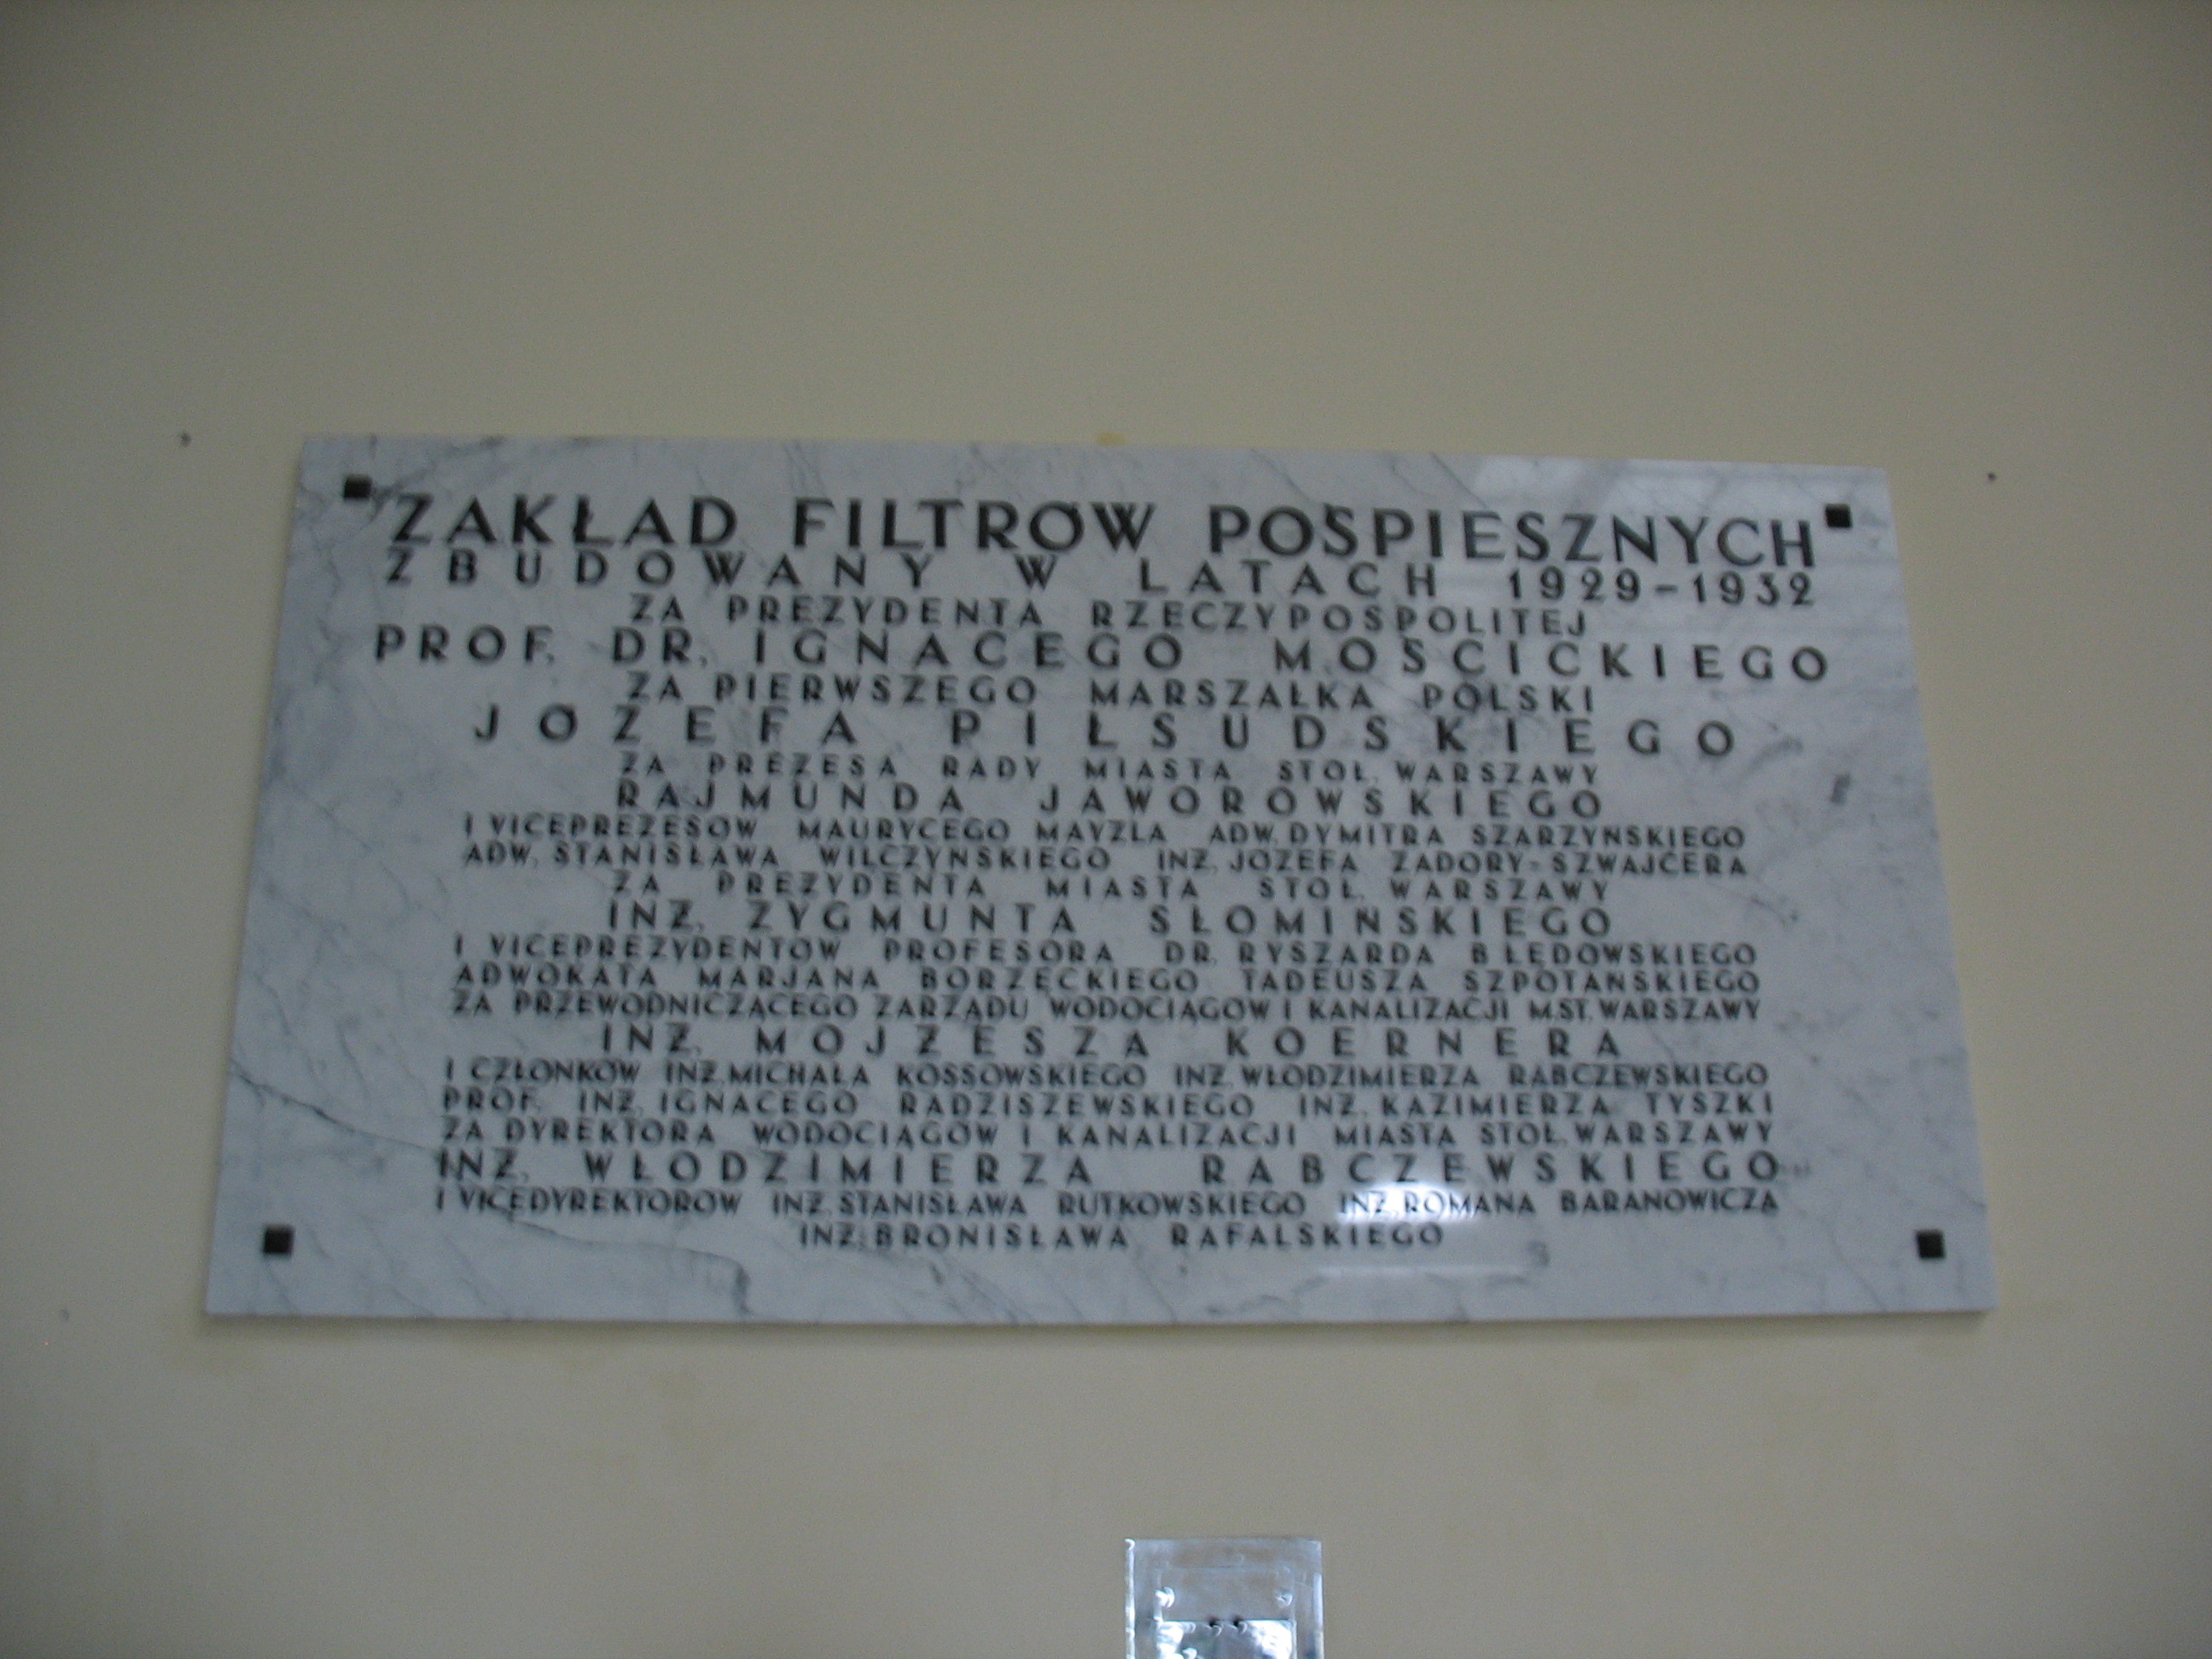 ZAKŁAD FILTRÓW POŚPIESZNYCH
ZBUDOWANY W LATACH 1929-1932
ZA PREZYDENTA RZECZYPOSPOLITEJ
PROF. DR. IGNACEGO MOŚCICKIEGO
ZA PIERWSZEGO MARSZAŁKA POLSKI
JÓZEFA PIŁSUDSKIEGO
ZA PREZESA RADY MIASTA STOŁ. WARSZAWY
RAJMUNDA JAWOROWSKIEGO
I VICEPREZESÓW MAURYCEGO MAYZLA ADW. DYMITRA SZARZYŃSKIEGO
ADW. STANISŁAWA WILCZYŃSKIEGO INŻ. JÓZEFA ZADORY-SZWAJCERA
ZA PREZYDENTA MIASTA STOŁ. WARSZAWY
INŻ. ZYGMUNTA SŁOMIŃSKIEGO
I VICEPREZYDENTÓW PROFESORA DR. RYSZARDA BŁĘDOWSKIEGO
ADWOKATA MARJANA BORZĘCKIEGO TADEUSZA SZPOTAŃSKIEGO
ZA PRZEWODNICZĄCEGO ZARZĄDU WODOCIĄGÓW I KANALIZACJI M.ST. WARSZAWY
INŻ. MOJŻESZA KOERNERA
I CZŁONKÓW INŻ. MICHAŁA KOSSOWSKIEGO INŻ. WŁODZIMIERZA RABCZEWSKIEGO
PROF. INŻ. IGNACEGO RADZISZEWSKIEGO INŻ. KAZIMIERZA TYSZKI
ZA DYREKTORA WODOCIĄGÓW I KANALIZACJI MIASTA STOŁ. WARSZAWY
INŻ. WŁODZIMIERZA RABCZEWSKIEGO
I VICEDYREKTORÓW INŻ. STANISŁAWA RUTKOWSKIEGO INŻ. ROMANA BARANOWICZA
INŻ. BRONISŁAWA RAFALSKIEGO